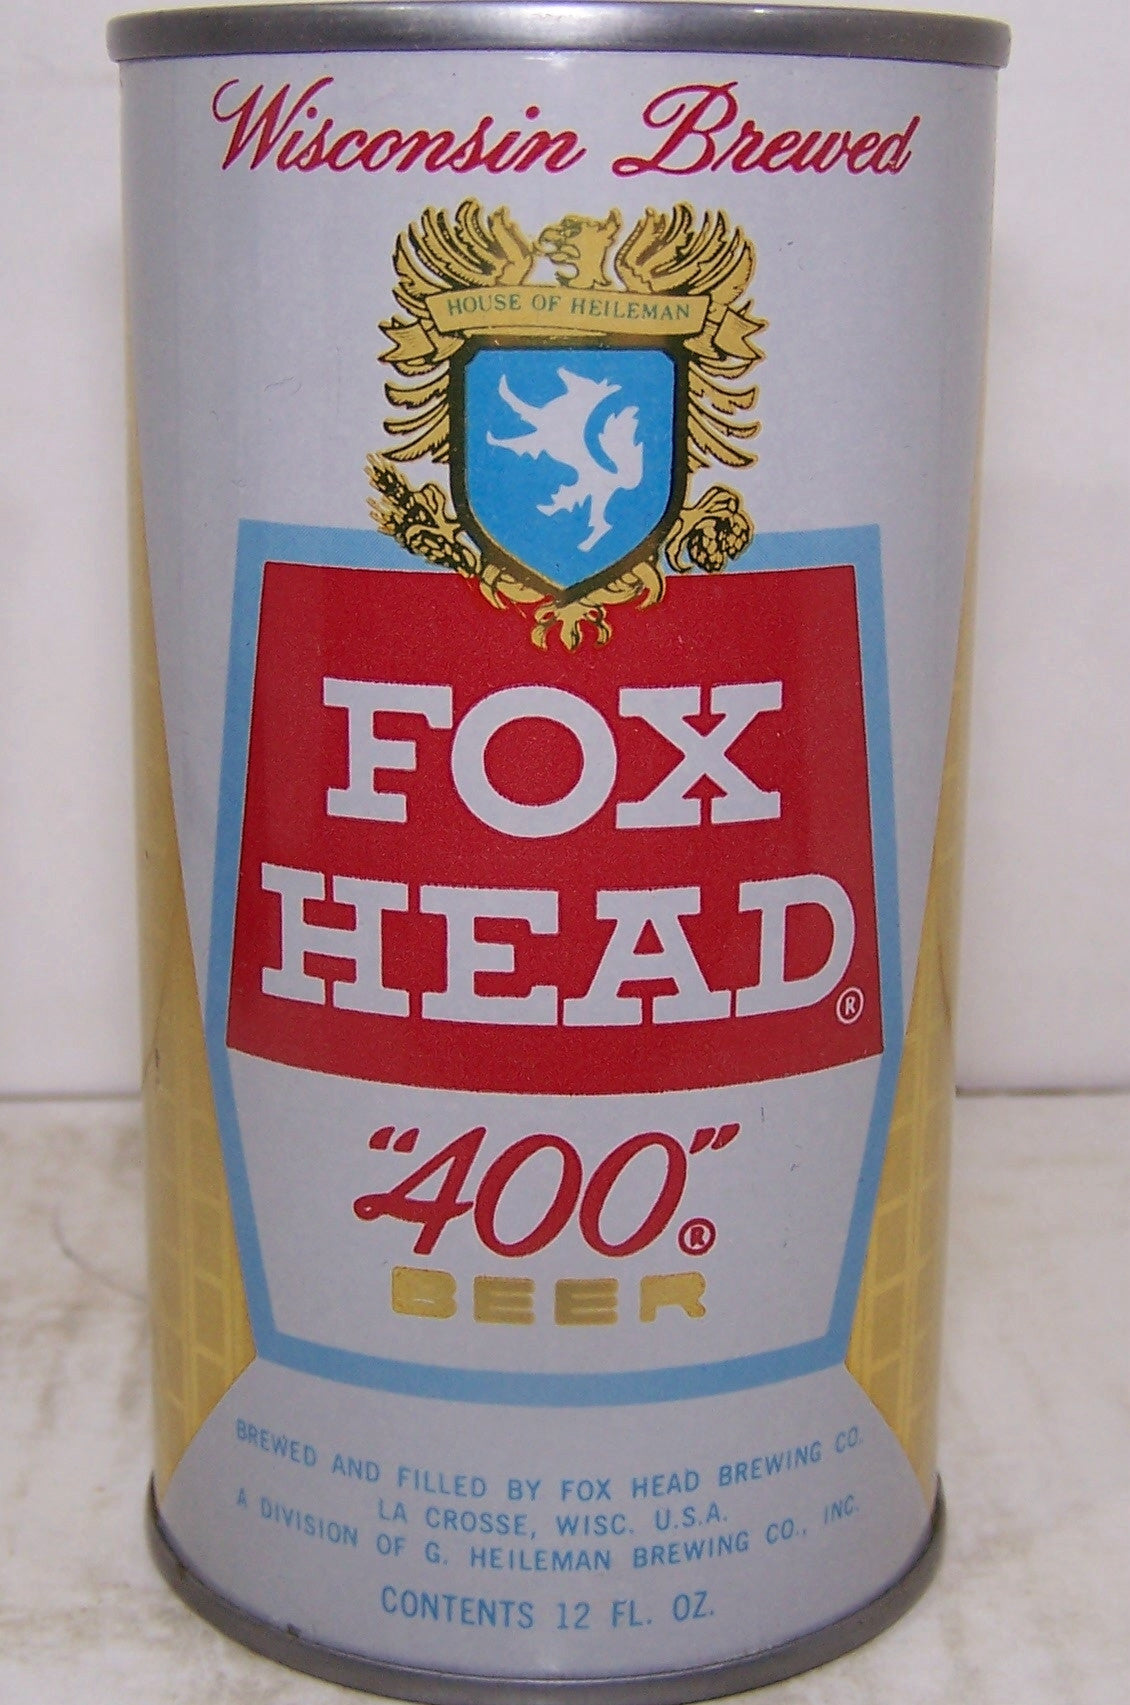 Wisconsin Brewed
HOUSE OF HEILEMAN
FOX
HEAD®
"400"®
BEER
BREWED AND FILLED BY FOX HEAD BREWING CO.
LA CROSSE, WISC. U.S.A.
A DIVISION OF G. HEILEMAN BREWING CO., INC.
CONTENTS 12 FL. OZ.